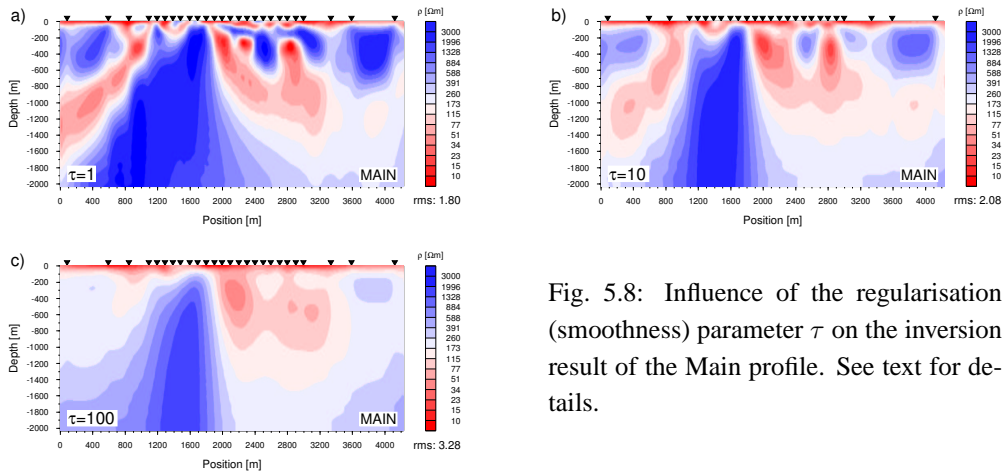 a)
ρ [Ωm]
0
-200
-400
-600
-800
-1000
-1200
-1400
-1600
-1800
-2000
Depth [m]
τ=1
MAIN
3000
1996
1328
884
588
391
260
173
115
77
51
34
23
15
10
rms: 1.80
0 400 800 1200 1600 2000 2400 2800 3200 3600 4000
Position [m]
b)
ρ [Ωm]
0
-200
-400
-600
-800
-1000
-1200
-1400
-1600
-1800
-2000
Depth [m]
τ=10
MAIN
3000
1996
1328
884
588
391
260
173
115
77
51
34
23
15
10
rms: 2.08
0 400 800 1200 1600 2000 2400 2800 3200 3600 4000
Position [m]
c)
ρ [Ωm]
0
-200
-400
-600
-800
-1000
-1200
-1400
-1600
-1800
-2000
Depth [m]
τ=100
MAIN
3000
1996
1328
884
588
391
260
173
115
77
51
34
23
15
10
rms: 3.28
0 400 800 1200 1600 2000 2400 2800 3200 3600 4000
Position [m]
Fig. 5.8: Influence of the regularisation
(smoothness) parameter τ on the inversion
result of the Main profile. See text for de-
tails.